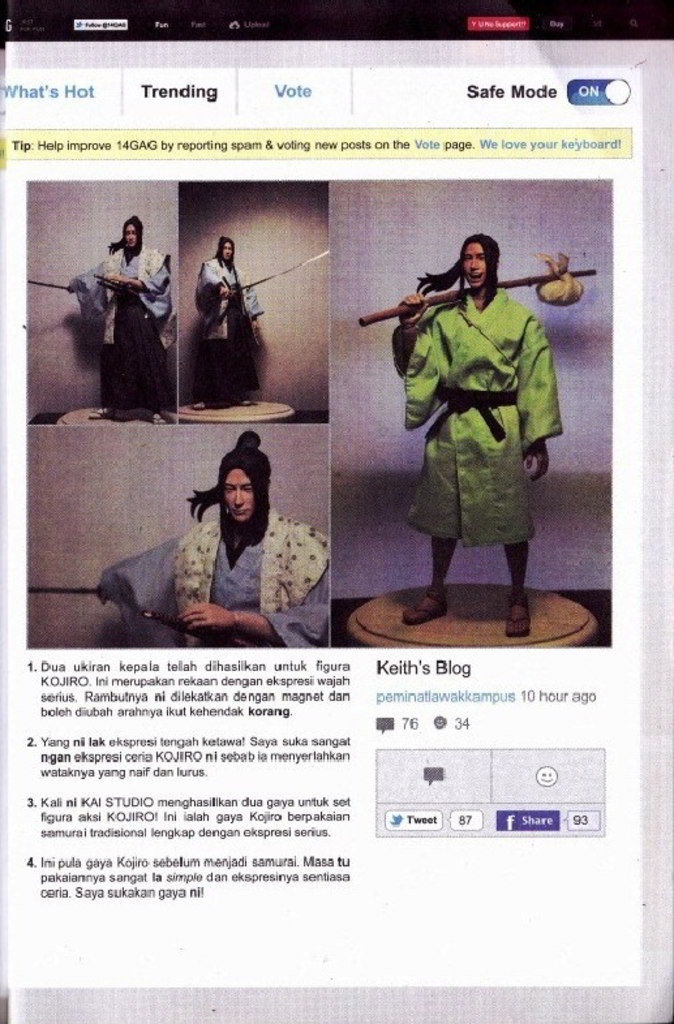 G
Follow @14GAG
Fun
Fast
Upload
Y U No Support?
Buy
What's Hot
Trending
Vote
Safe Mode ON
Tip: Help improve 14GAG by reporting spam & voting new posts on the Vote page. We love your keyboard!
1. Dua ukiran kepala tellah dihasilkan untuk figura
KOJIRO. Ini merupakan rekaan dengan ekspresi wajah
serius. Rambutnya ni dilekatkan dengan magnet dan
boleh diubah arahnya ikut kehendak korang.
2. Yang ni lak ekspresi tengah ketawa! Saya suka sangat
ngan ekspresi ceria KOJIRO ni sebab ia menyerlahkan
wataknya yang naif dan lurus.
3. Kali ni KAI STUDIO menghasilkan dua gaya untuk set
figura aksi KOJIRO! Ini ialah gaya Kojiro berpakaian
samurai tradisional lengkap dengan ekspresi serius.
4. Ini pula gaya Kojiro sebelum menjadi samurai. Masa tu
pakaiannya sangat la simple dan ekspresinya sentiasa
ceria. Saya sukakan gaya ni!
Keith's Blog
peminatlawakkampus 10 hour ago
76 34
Tweet 87 f Share 93